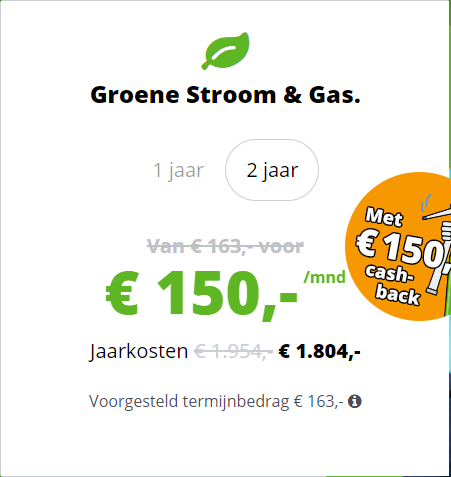 Groene Stroom & Gas.
1 jaar 2 jaar
Van € 163,- voor
€ 150,- /mnd
Met
€ 150,-
cash-
back
Jaarkosten € 1.954,- € 1.804,-
Voorgesteld termijnbedrag € 163,-